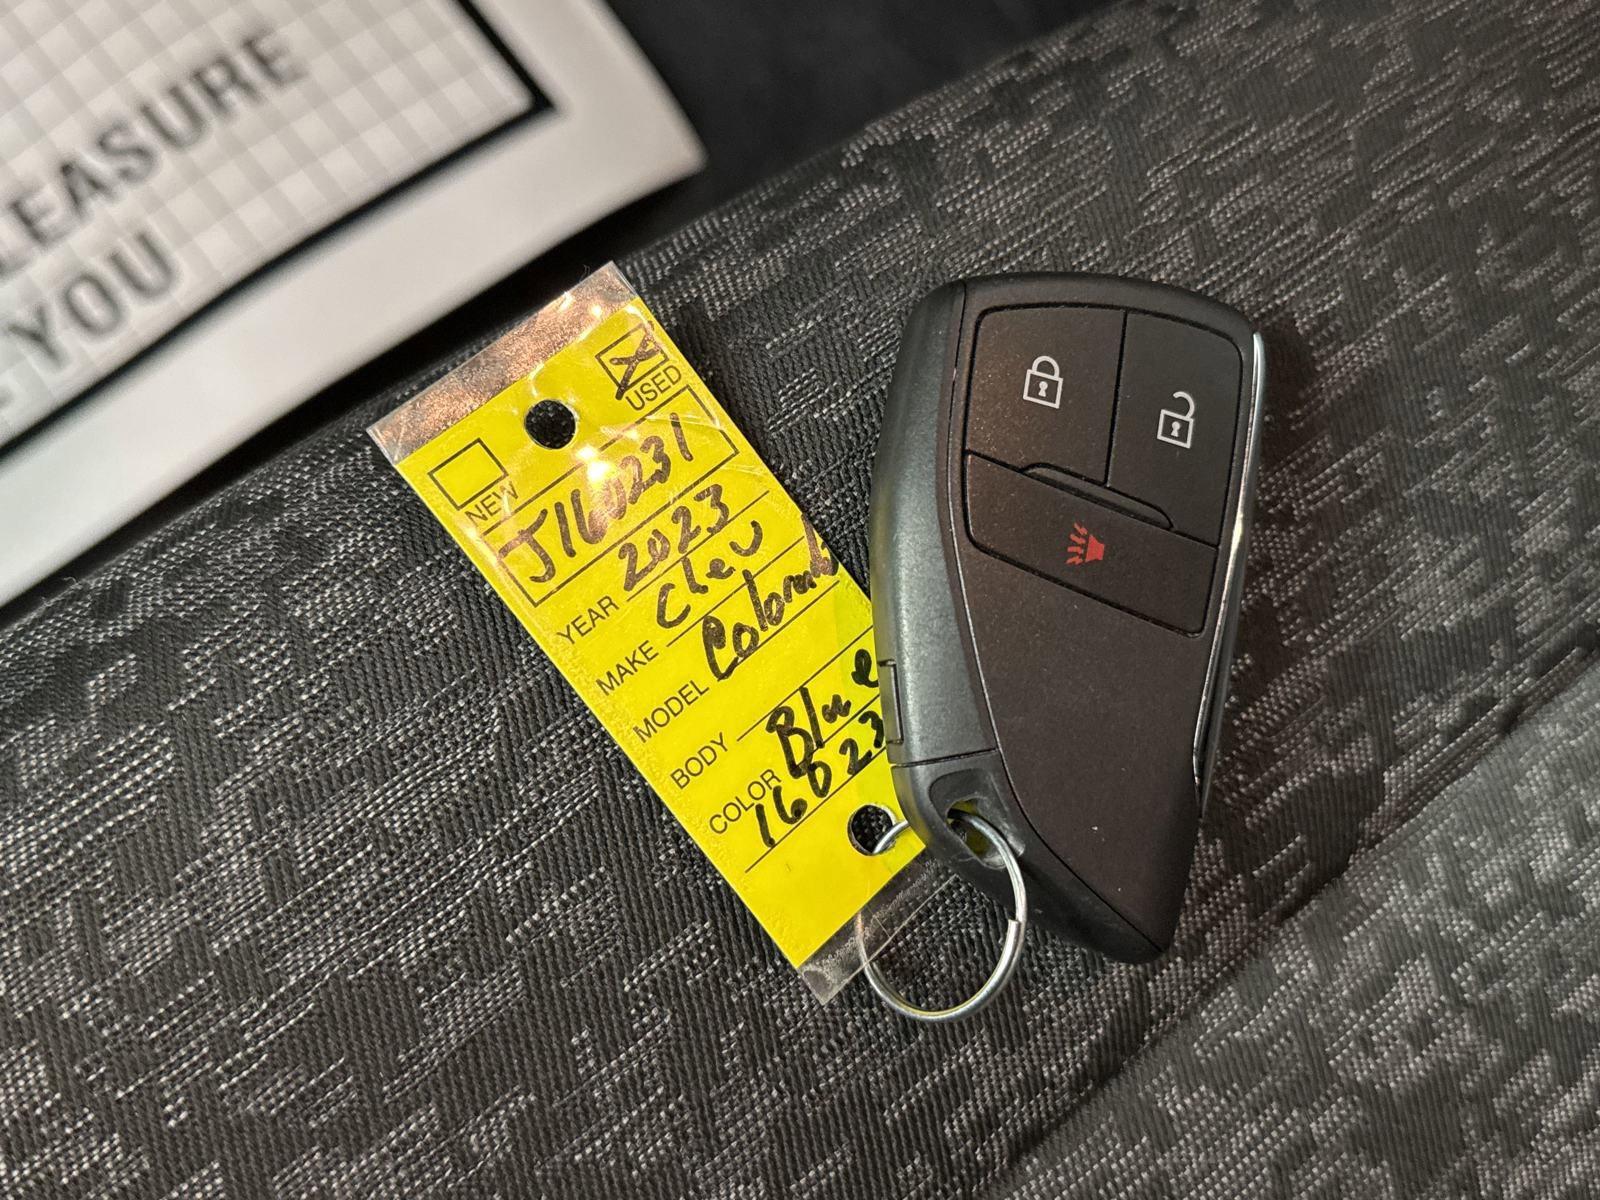 LEASURE
YOU
USED
NEW
J160231
YEAR 2023
MAKE Chev
MODEL
BODY
COLOR Blue